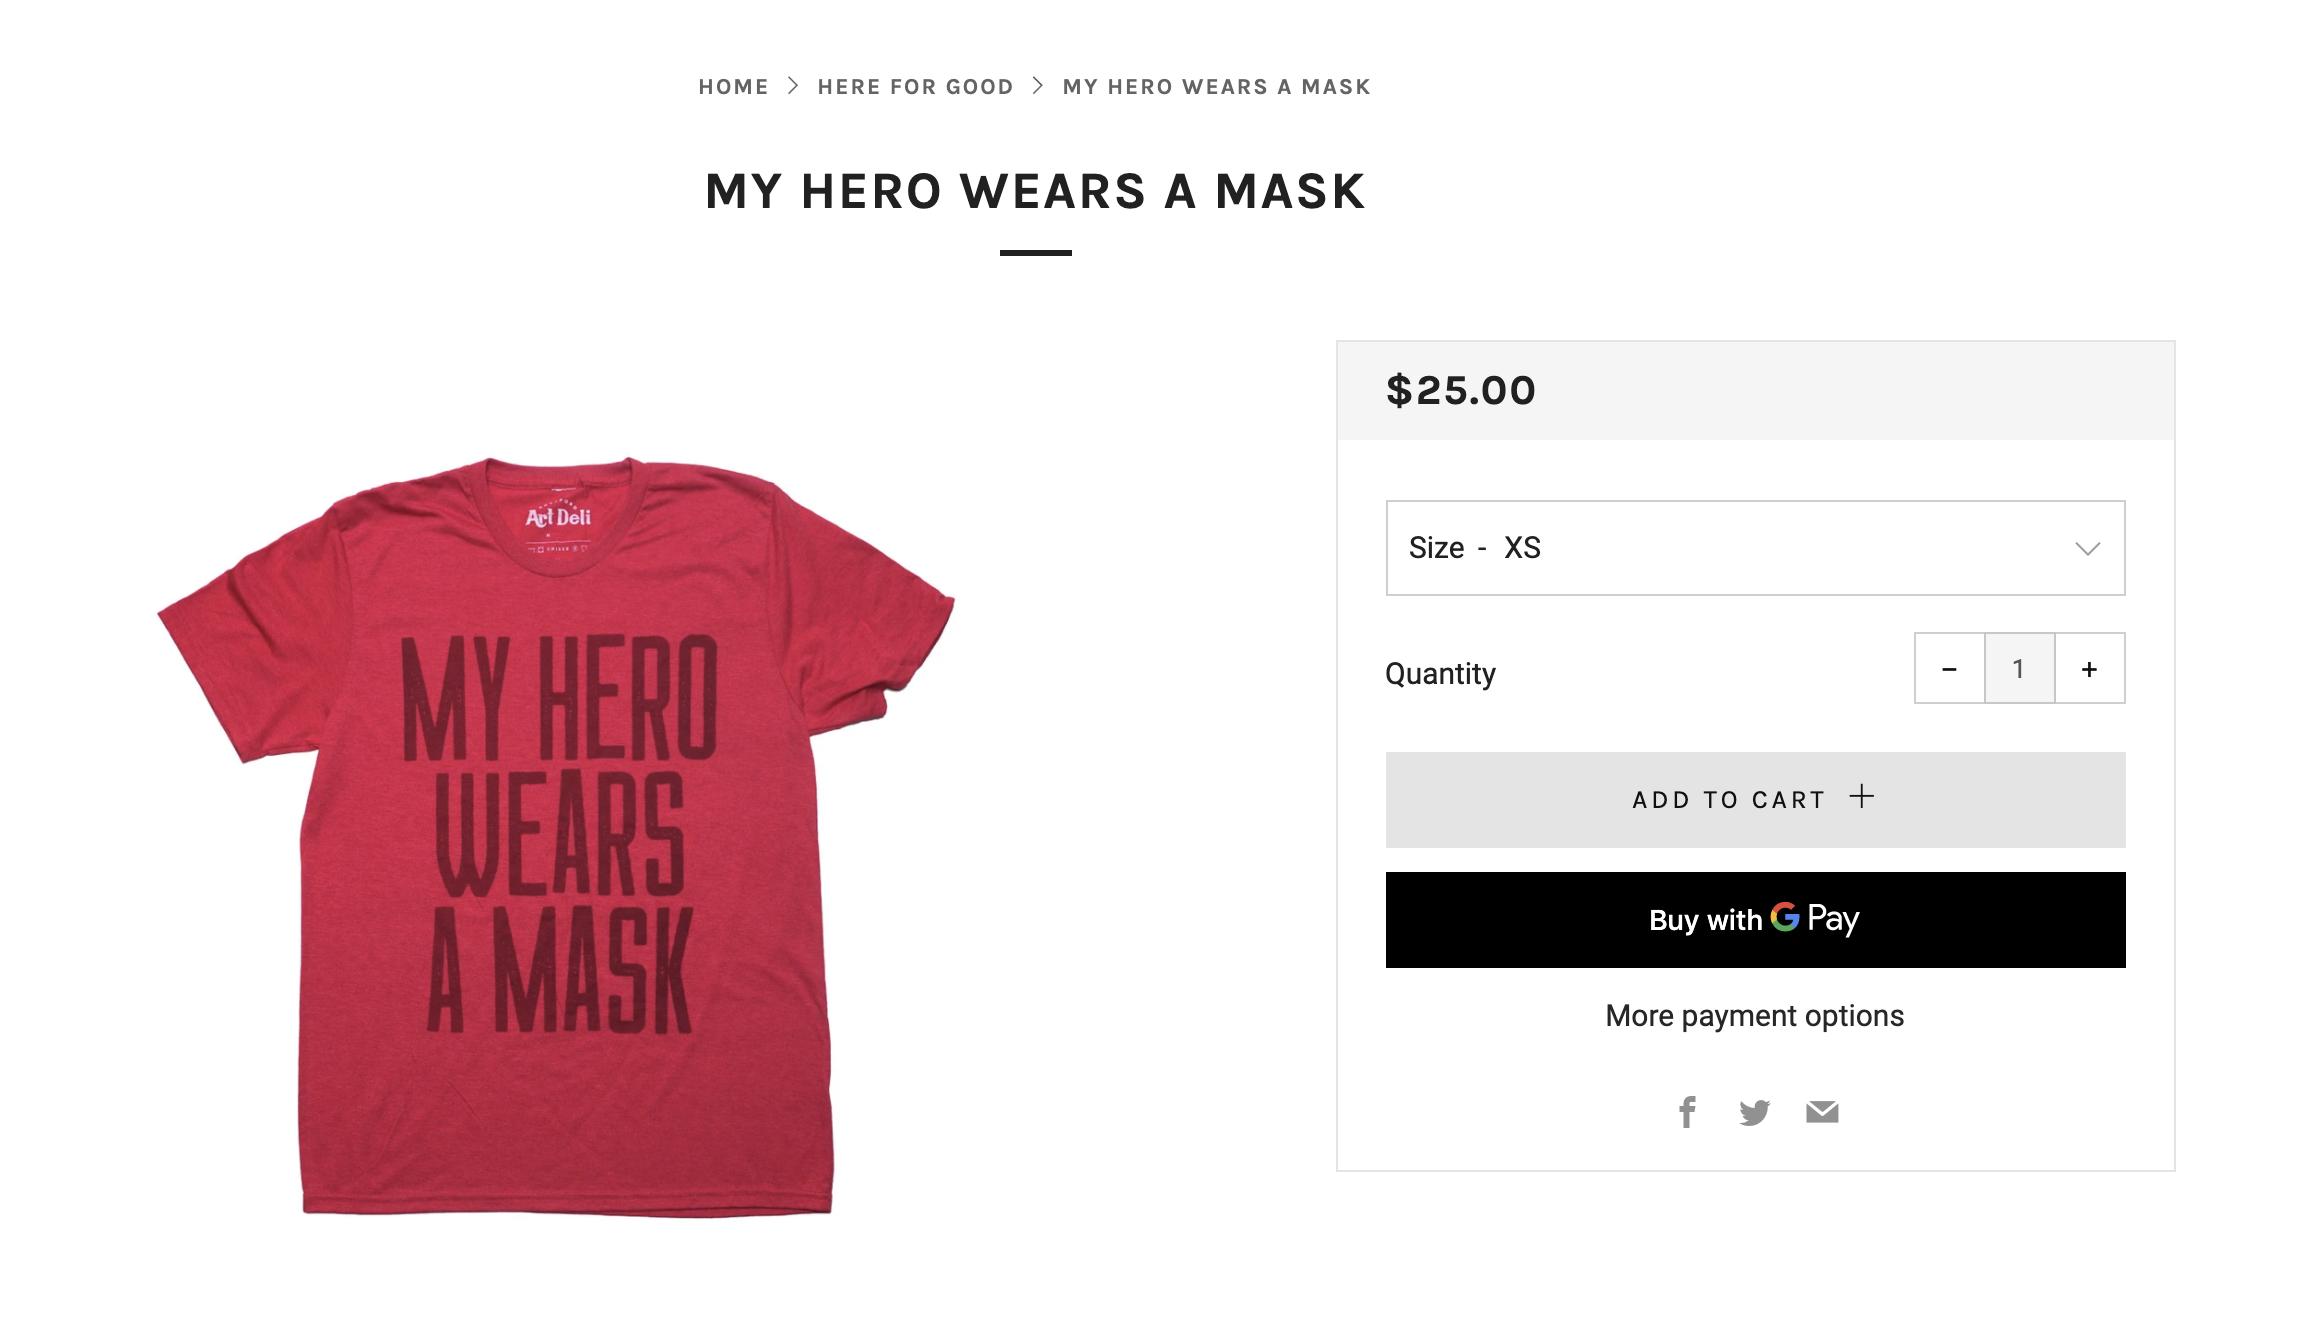 HOME > HERE FOR GOOD > MY HERO WEARS A MASK
MY HERO WEARS A MASK
$25.00
Size - XS
Quantity
− 1 +
ADD TO CART +
Buy with G Pay
More payment options
Art Deli
MY HERO
WEARS
A MASK